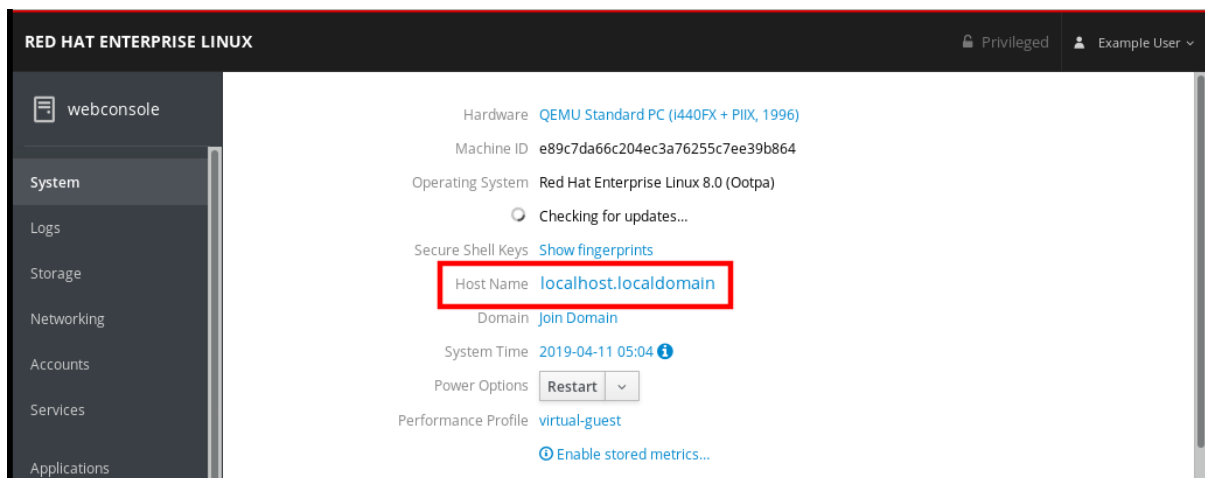 RED HAT ENTERPRISE LINUX Privileged Example User
webconsole
Hardware QEMU Standard PC (i440FX + PIIX, 1996)
Machine ID e89c7da66c204ec3a76255c7ee39b864
System Operating System Red Hat Enterprise Linux 8.0 (Ootpa)
Checking for updates...
Logs
Secure Shell Keys Show fingerprints
Storage Host Name localhost.localdomain
Networking Domain Join Domain
System Time 2019-04-11 05:04
Accounts
Power Options Restart
Services
Performance Profile virtual-guest
Enable stored metrics...
Applications